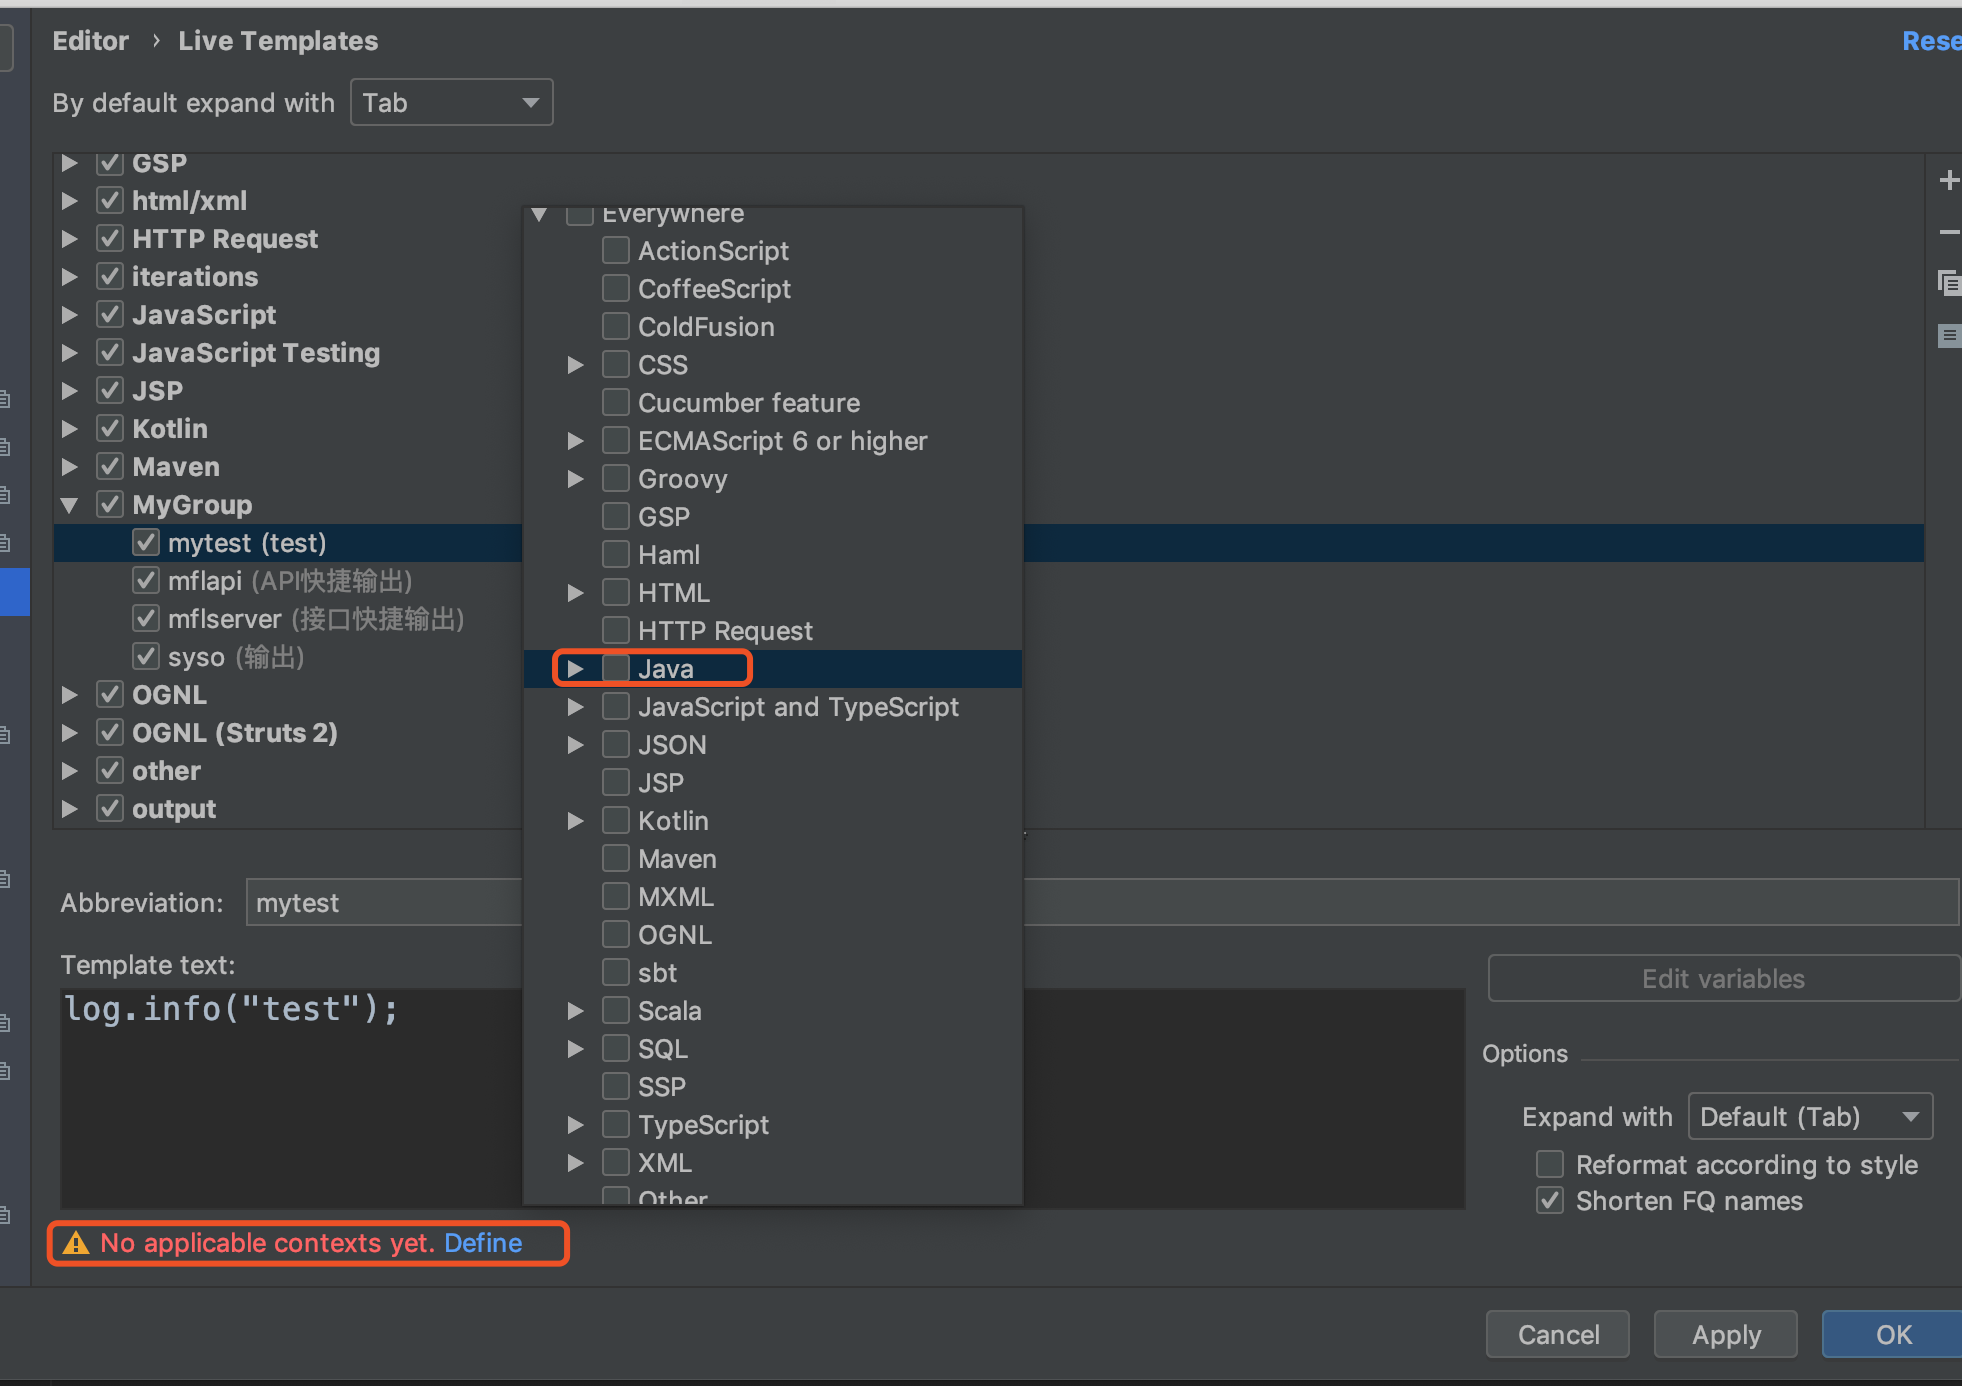 Editor › Live Templates
Rese
By default expand with Tab
GSP
html/xml
HTTP Request
iterations
JavaScript
JavaScript Testing
JSP
Kotlin
Maven
MyGroup
mytest (test)
mflapi (API快捷输出)
mflserver (接口快捷输出)
syso (输出)
OGNL
OGNL (Struts 2)
other
output
Everywhere
ActionScript
CoffeeScript
ColdFusion
CSS
Cucumber feature
ECMAScript 6 or higher
Groovy
GSP
Haml
HTML
HTTP Request
Java
JavaScript and TypeScript
JSON
JSP
Kotlin
Maven
MXML
OGNL
sbt
Scala
SQL
SSP
TypeScript
XML
Other
Abbreviation: mytest
Template text:
log.info("test");
Edit variables
Options
Expand with Default (Tab)
Reformat according to style
Shorten FQ names
No applicable contexts yet. Define
Cancel Apply OK